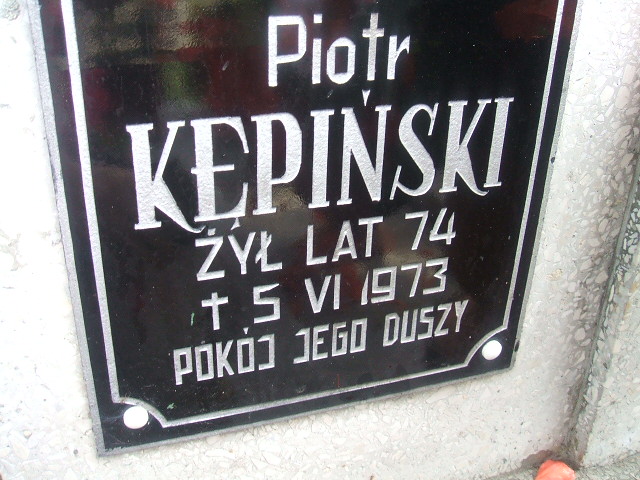 Piotr
KĘPIŃSKI
ŻYŁ LAT 74
† 5 VI 1973
POKÓJ JEGO DUSZY